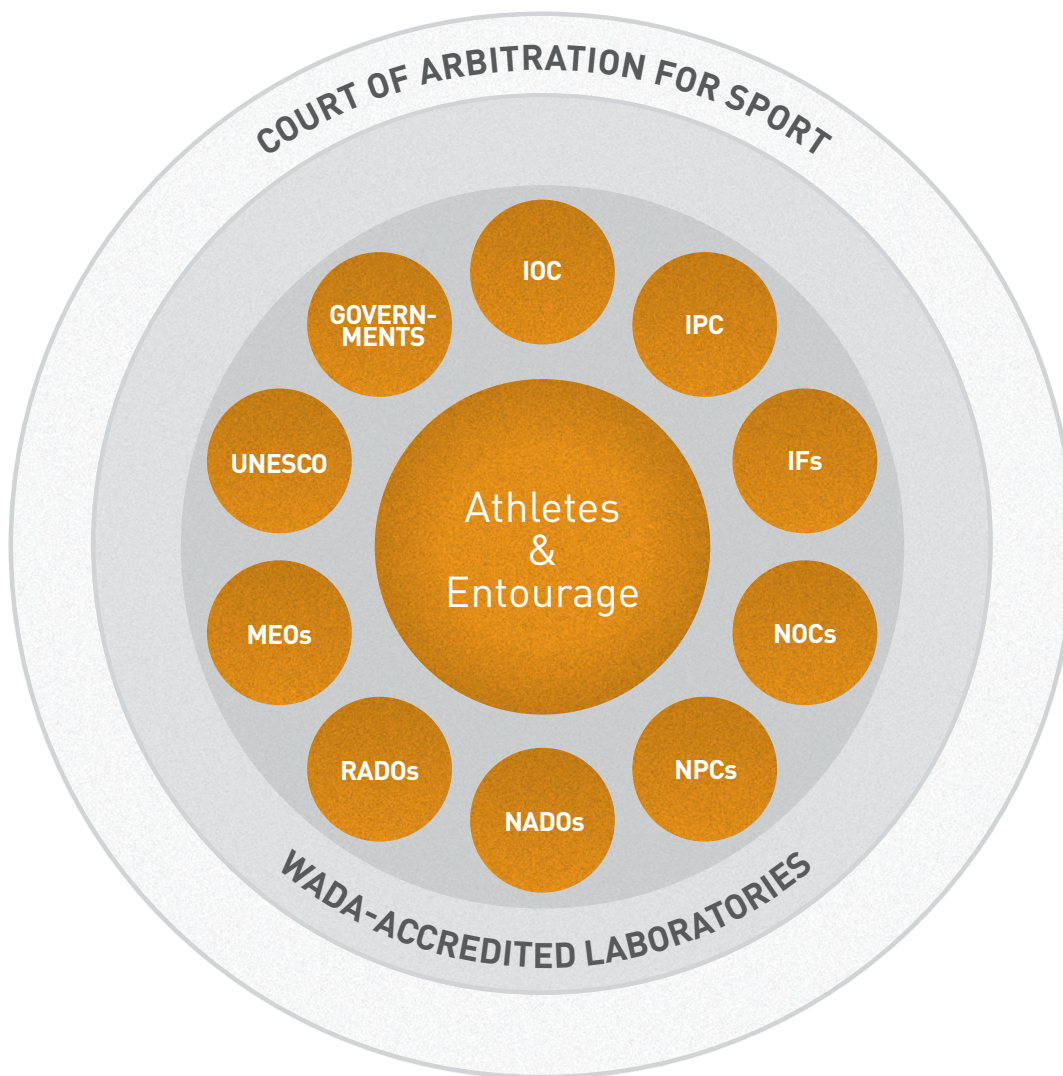 COURT OF ARBITRATION FOR SPORT
IOC
GOVERN-
MENTS
IPC
UNESCO
IFs
Athletes
&
Entourage
MEOs
NOCs
RADOs
NPCs
NADOs
WADA-ACCREDITED LABORATORIES